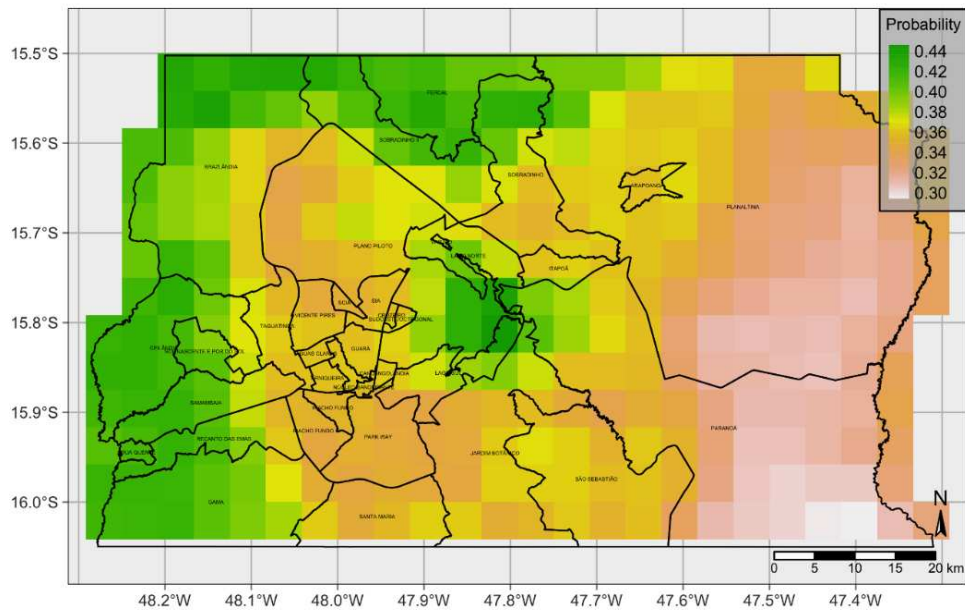 Probability
0.44
0.42
0.40
0.38
0.36
0.34
0.32
0.30
15.5°S
15.6°S
15.7°S
15.8°S
15.9°S
16.0°S
FERCAL
SOBRADINHO II
BRAZLÂNDIA
SOBRADINHO
ARAPOANGA
PLANALTINA
PLANO PILOTO
LAGO NORTE
ITAPOÃ
SCIA
SIA
VICENTE PIRES
CRUZEIRO
TAGUATINGA
GUARÁ
SAMAMBAIA
RIACHO FUNDO
RIACHO FUNDO
RECANTO DAS EMAS
PARK WAY
PARANOÁ
JARDIM BOTÂNICO
SÃO SEBASTIÃO
GAMA
SANTA MARIA
N
0 5 10 15 20 km
48.2°W 48.1°W 48.0°W 47.9°W 47.8°W 47.7°W 47.6°W 47.5°W 47.4°W